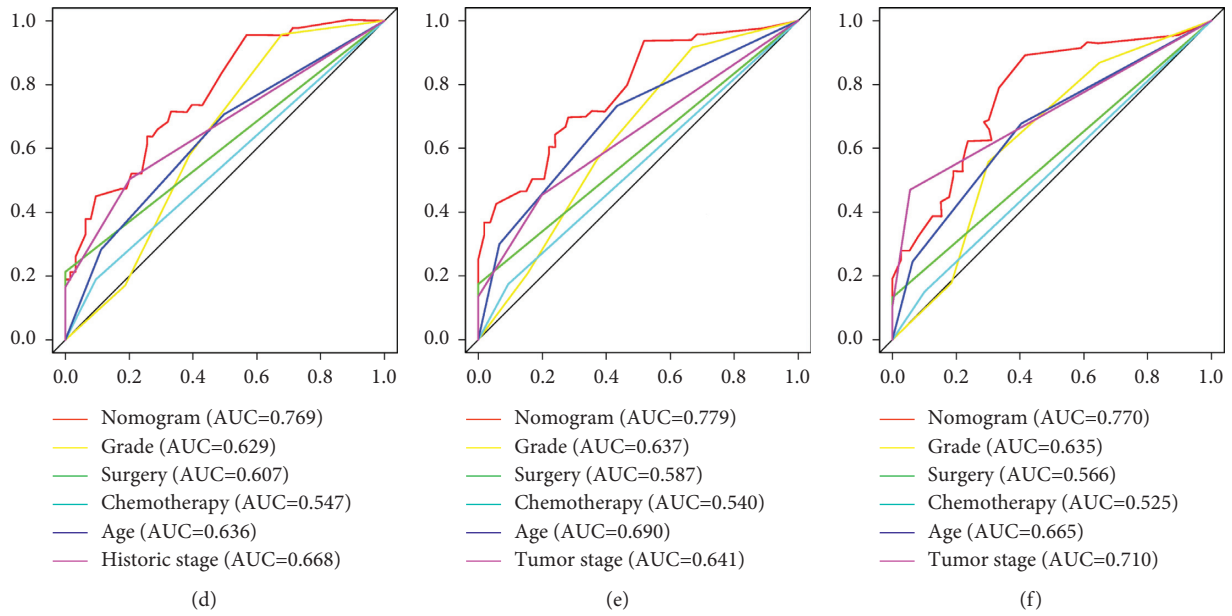 1.0
0.8
0.6
0.4
0.2
0.0
0.0 0.2 0.4 0.6 0.8 1.0
Nomogram (AUC=0.769)
Grade (AUC=0.629)
Surgery (AUC=0.607)
Chemotherapy (AUC=0.547)
Age (AUC=0.636)
Historic stage (AUC=0.668)
(d)
1.0
0.8
0.6
0.4
0.2
0.0
0.0 0.2 0.4 0.6 0.8 1.0
Nomogram (AUC=0.779)
Grade (AUC=0.637)
Surgery (AUC=0.587)
Chemotherapy (AUC=0.540)
Age (AUC=0.690)
Tumor stage (AUC=0.641)
(e)
1.0
0.8
0.6
0.4
0.2
0.0
0.0 0.2 0.4 0.6 0.8 1.0
Nomogram (AUC=0.770)
Grade (AUC=0.635)
Surgery (AUC=0.566)
Chemotherapy (AUC=0.525)
Age (AUC=0.665)
Tumor stage (AUC=0.710)
(f)